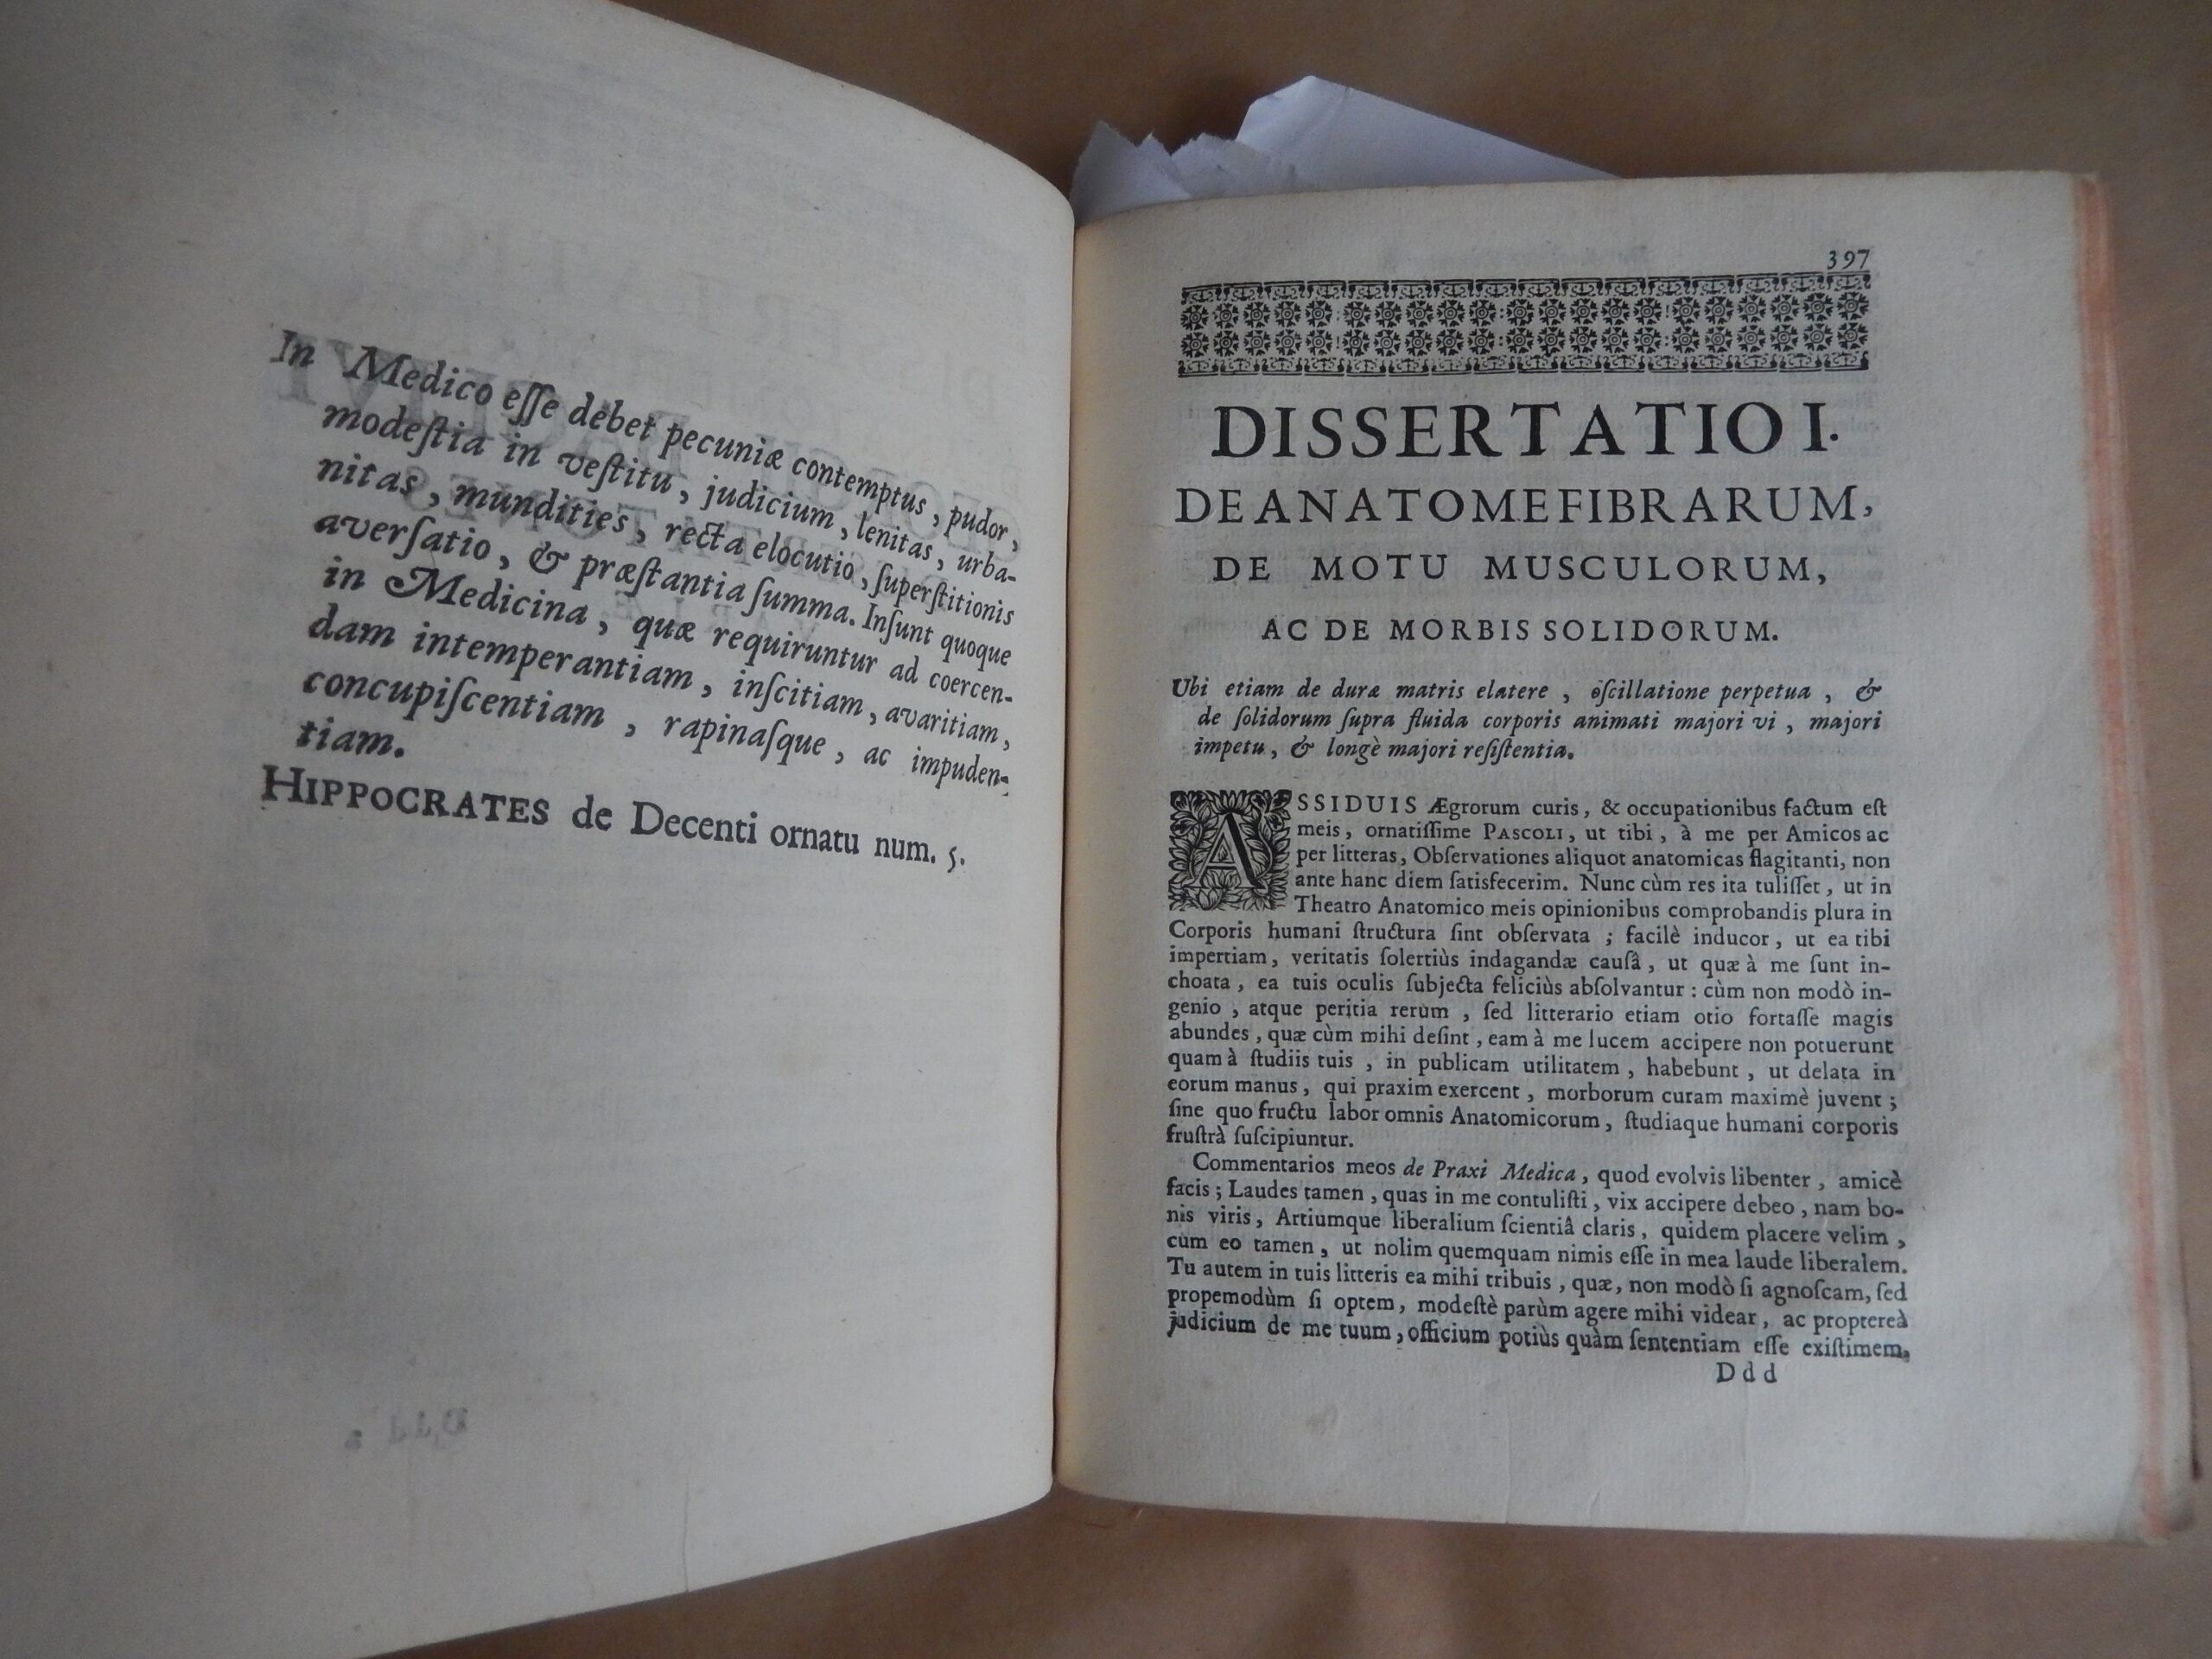 In Medico eſſe debet pecuniæ contemptus, pudor,
modeſtia in veſtitu, judicium, lenitas, urba-
nitas, mundities, recta elocutio, ſuperſtitionis
averſatio, & præſtantia ſumma. Inſunt quoque
in Medicina, quæ requiruntur ad coercen-
dam intemperantiam, inſcitiam, avaritiam,
concupiſcentiam, rapinaſque, ac impuden-
tiam.
HIPPOCRATES de Decenti ornatu num. 5.
397
DISSERTATIO I.
DE ANATOME FIBRARUM,
DE MOTU MUSCULORUM,
AC DE MORBIS SOLIDORUM.
Ubi etiam de duræ matris elatere, oſcillatione perpetua, &
de ſolidorum ſupra fluida corporis animati majori vi, majori
impetu, & longè majori reſiſtentia.
ASSIDUIS Ægrorum curis, & occupationibus factum eſt
meis, ornatiſſime PASCOLI, ut tibi, à me per Amicos ac
per litteras, Obſervationes aliquot anatomicas flagitanti, non
ante hanc diem ſatisfecerim. Nunc cùm res ita tuliſſet, ut in
Theatro Anatomico meis opinionibus comprobandis plura in
Corporis humani ſtructura ſint obſervata; facilè inducor, ut ea tibi
impertiam, veritatis ſolertiùs indagandæ cauſâ, ut quæ à me ſunt in-
choata, ea tuis oculis ſubjecta feliciùs abſolvantur: cùm non modò in-
genio, atque peritia rerùm, ſed litterario etiam otio fortaſſe magis
abundes, quæ cùm mihi deſint, eam à me lucem accipere non potuerunt
quam à ſtudiis tuis, in publicam utilitatem, habebunt, ut delata in
eorum manus, qui praxim exercent, morborum curam maximè juvent;
ſine quo fructu labor omnis Anatomicorum, ſtudiaque humani corporis
fruſtrà ſuſcipiuntur.
Commentarios meos de Praxi Medica, quod evolvis libenter, amicè
facis; Laudes tamen, quas in me contuliſti, vix accipere debeo, nam bo-
nis viris, Artiumque liberalium ſcientiâ claris, quidem placere velim,
cùm eo tamen, ut nolim quemquam nimis eſſe in mea laude liberalem.
Tu autem in tuis litteris ea mihi tribuis, quæ, non modò ſi agnoſcam, ſed
propemodùm ſi optem, modeſtè parùm agere mihi videar, ac propterеà
judicium de me tuum, officium potiùs quàm ſententiam eſſe exiſtimem,
Ddd